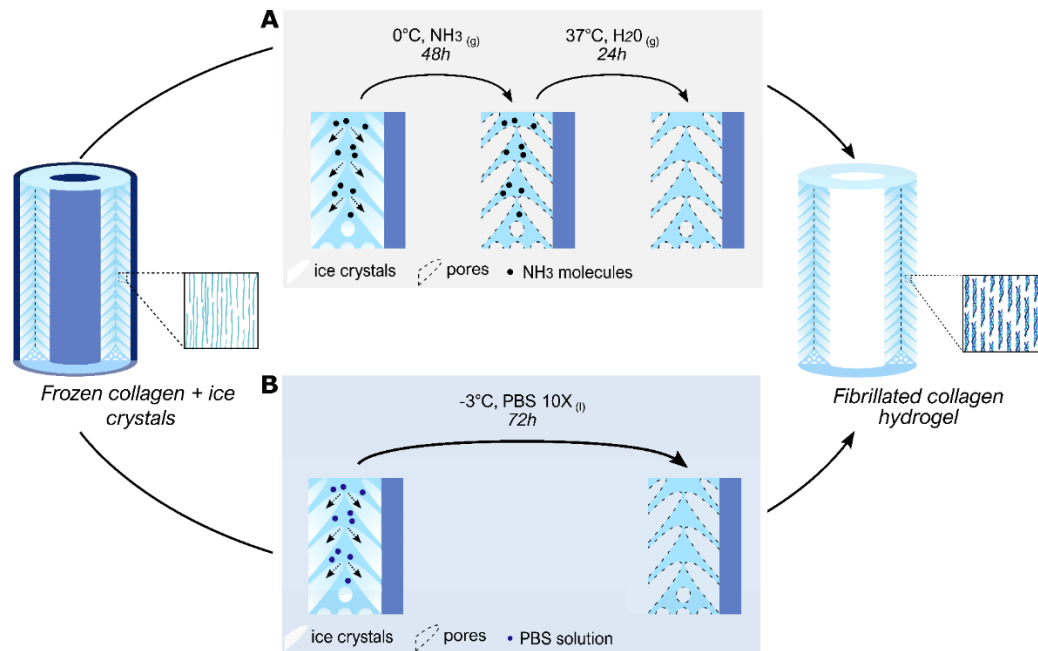 A
0°C, NH3 (g)
48h
37°C, H20 (g)
24h
ice crystals
pores
NH3 molecules
Frozen collagen + ice
crystals
Fibrillated collagen
hydrogel
B
-3°C, PBS 10X (l)
72h
ice crystals
pores
PBS solution